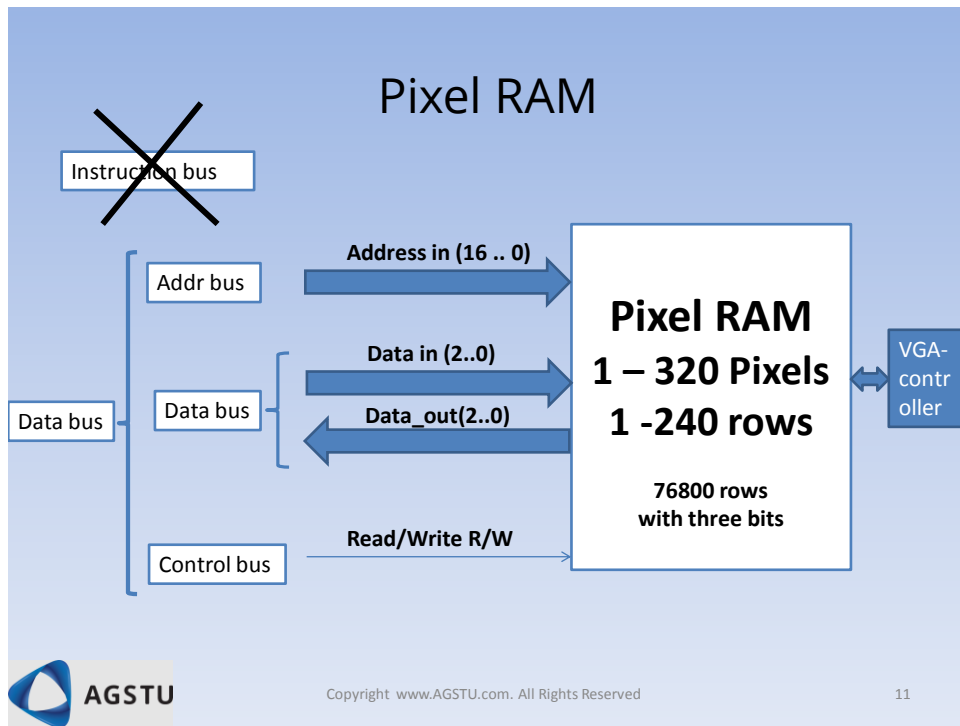 Pixel RAM
Instruction bus
Address in (16 .. 0)
Addr bus
Pixel RAM
1 – 320 Pixels
1 -240 rows
76800 rows
with three bits
Data in (2..0)
Data bus
Data_out(2..0)
Data bus
VGA-
contr
oller
Read/Write R/W
Control bus
AGSTU
Copyright www.AGSTU.com. All Rights Reserved
11